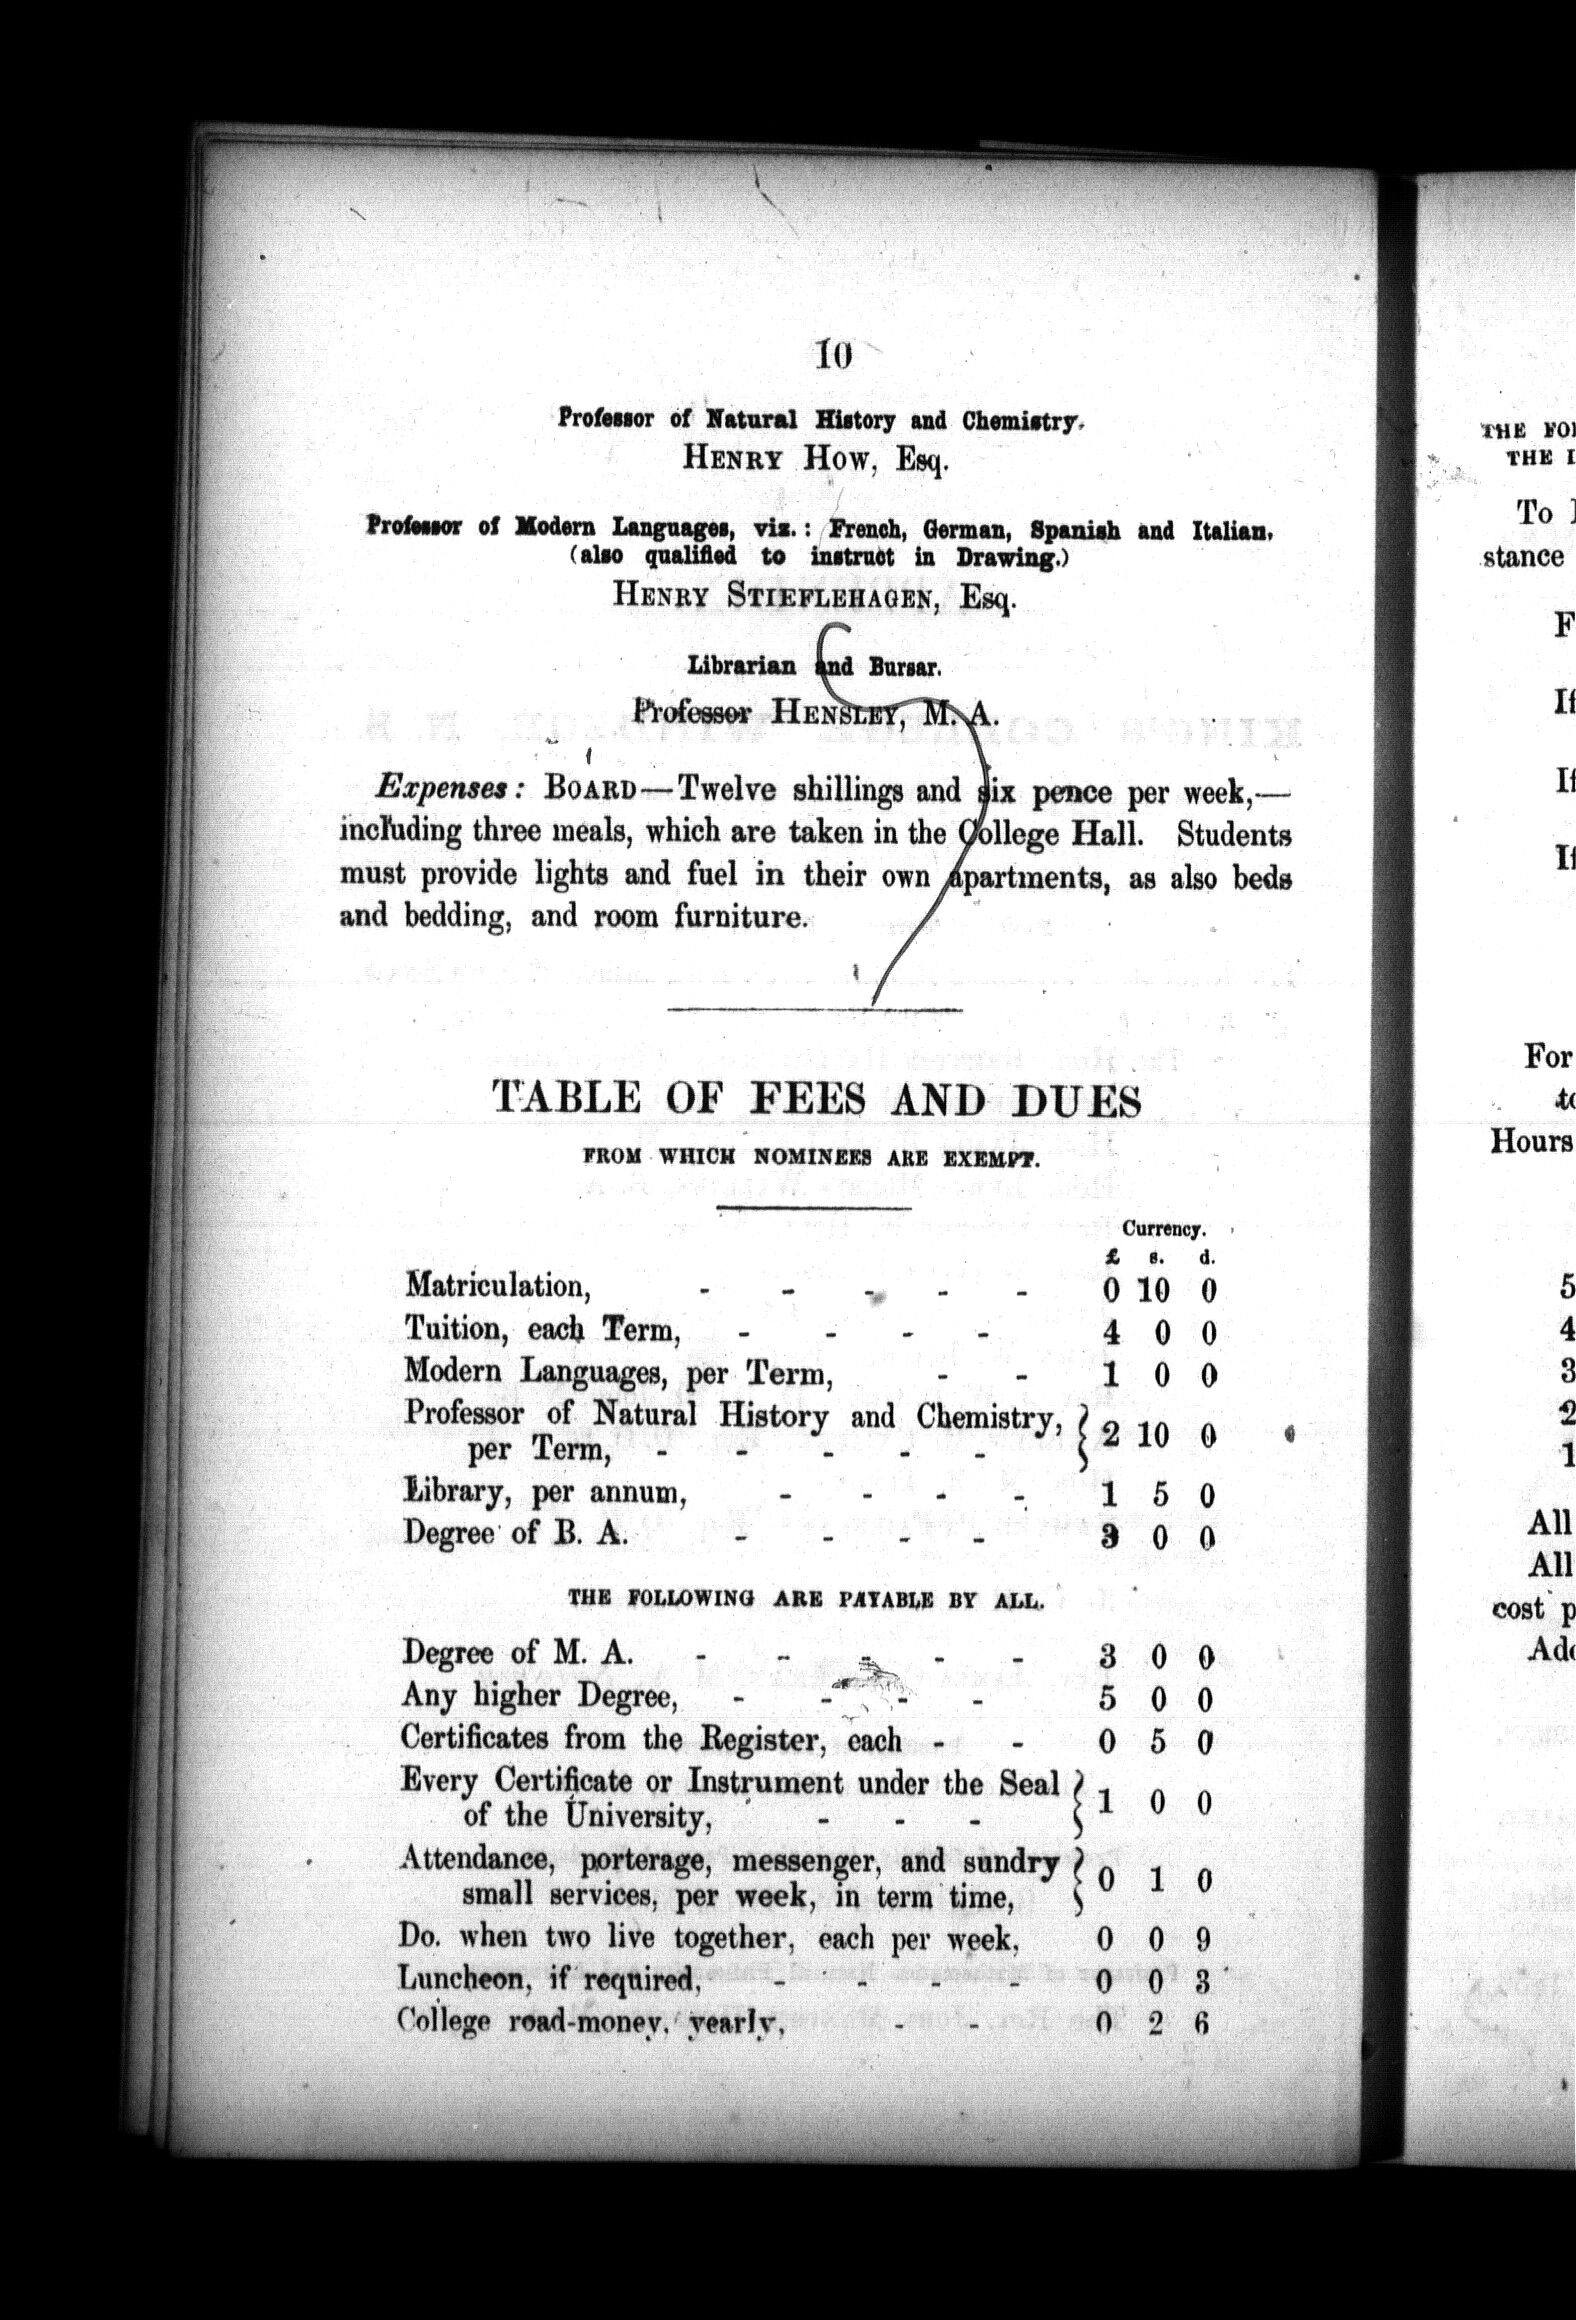 10
Professor of Natural History and Chemistry.
HENRY HOW, Esq.
Professor of Modern Languages, viz.: French, German, Spanish and Italian,
(also qualified to instruct in Drawing.)
HENRY STIEFLEHAGEN, Esq.
Librarian and Bursar.
Professor HENSLEY, M. A.
Expenses: BOARD—Twelve shillings and six pence per week,—
including three meals, which are taken in the College Hall. Students
must provide lights and fuel in their own apartments, as also beds
and bedding, and room furniture.
TABLE OF FEES AND DUES
FROM WHICH NOMINEES ARE EXEMPT.
Currency.
£ s. d.
Matriculation, - - - - - 0 10 0
Tuition, each Term, - - - - 4 0 0
Modern Languages, per Term, - - 1 0 0
Professor of Natural History and Chemistry, }
per Term, - - - - - 2 10 0
Library, per annum, - - - - 1 5 0
Degree of B. A. - - - - 3 0 0
THE FOLLOWING ARE PAYABLE BY ALL.
Degree of M. A. - - - - - 3 0 0
Any higher Degree, - - - - 5 0 0
Certificates from the Register, each - - 0 5 0
Every Certificate or Instrument under the Seal }
of the University, - - - 1 0 0
Attendance, porterage, messenger, and sundry }
small services, per week, in term time, 0 1 0
Do. when two live together, each per week, 0 0 9
Luncheon, if required, - - - - 0 0 3
College road-money, yearly, - - 0 2 6
THE
THE
To
stance
If
If
If
For
Hours
5
4
3
2
1
All
All
cost